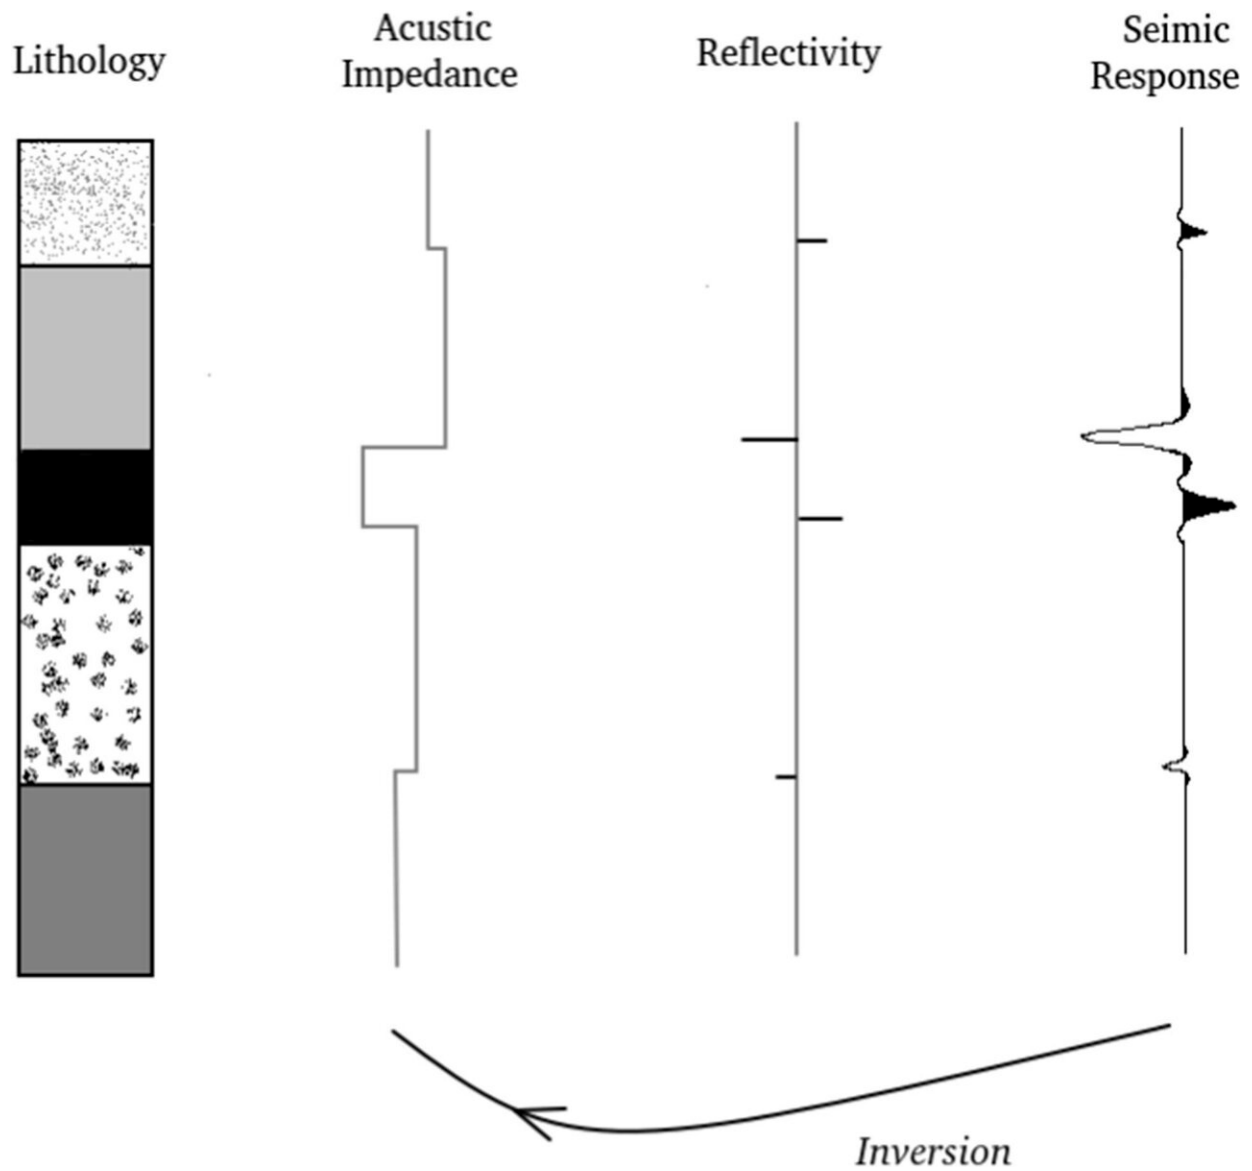 Lithology
Acustic
Impedance
Reflectivity
Seimic
Response
Inversion